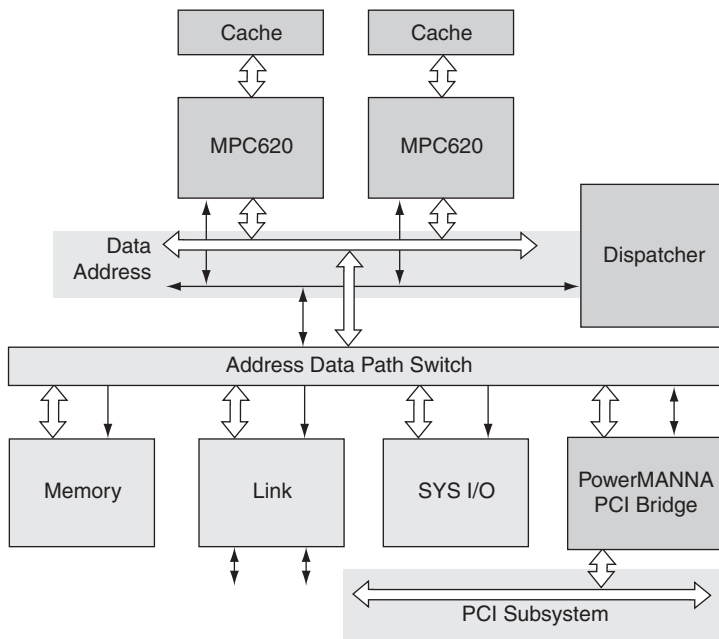 Cache
Cache
MPC620
MPC620
Data
Address
Dispatcher
Address Data Path Switch
Memory
Link
SYS I/O
PowerMANNA
PCI Bridge
PCI Subsystem